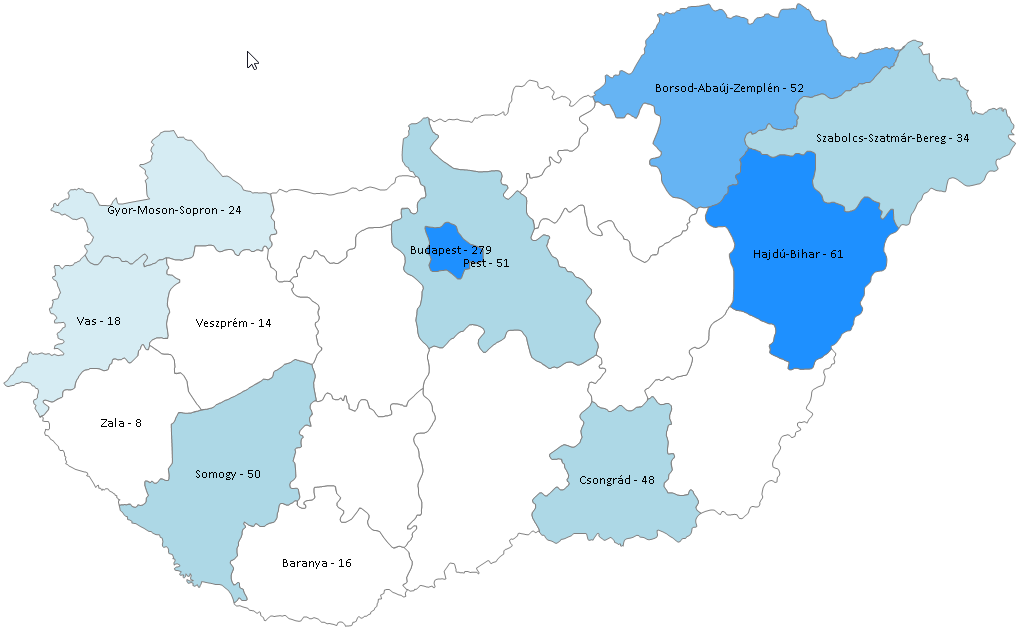 Borsod-Abaúj-Zemplén - 52
Szabolcs-Szatmár-Bereg - 34
Gyor-Moson-Sopron - 24
Budapest - 279
Hajdú-Bihar - 61
Pest - 51
Vas - 18
Veszprém - 14
Zala - 8
Somogy - 50
Csongrád - 48
Baranya - 16